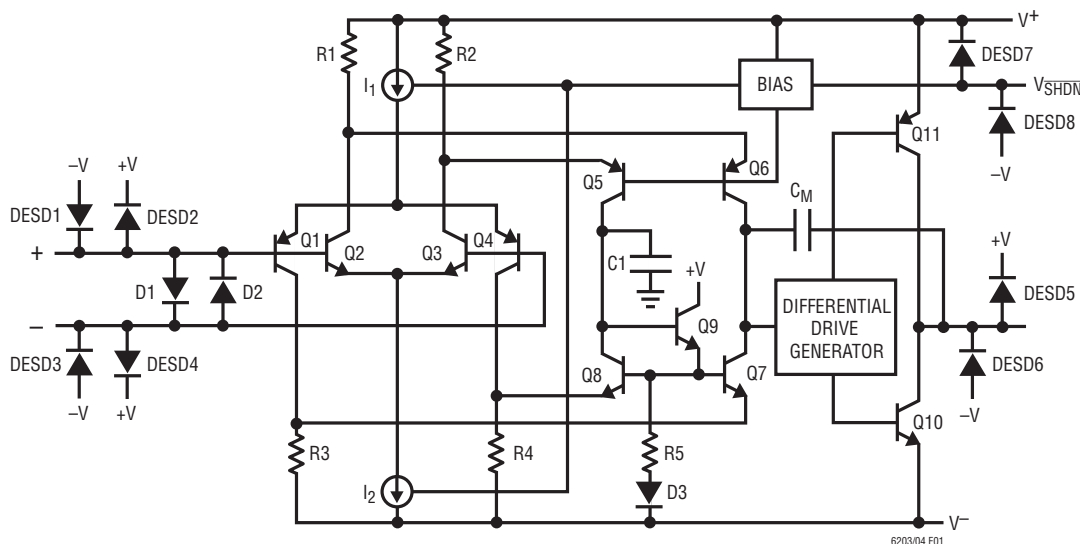 V+
R1
R2
DESD7
I1
BIAS
VSHDN
DESD8
–V
Q11
–V
+V
Q5
Q6
CM
DESD1
DESD2
Q1
Q2
Q3
Q4
+
C1
+V
+V
D1
D2
DESD5
DIFFERENTIAL
DRIVE
GENERATOR
–
Q9
DESD3
DESD4
Q8
Q7
DESD6
–V
+V
–V
Q10
R3
R4
R5
I2
D3
V–
6203/04 F01